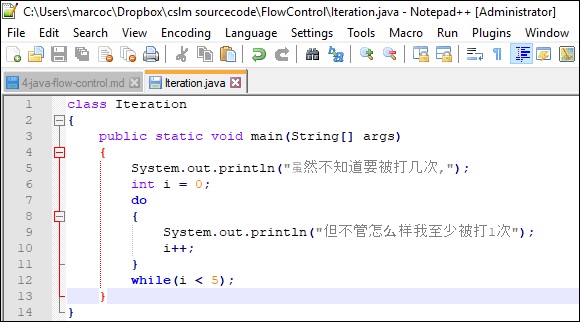 C:\Users\marcoc\Dropbox\cslm sourcecode\FlowControl\Iteration.java - Notepad++ [Administrator]
File Edit Search View Encoding Language Settings Tools Macro Run Plugins Window
4-java-flow-control.md Iteration.java
1 class Iteration
2 {
3 public static void main(String[] args)
4 {
5 System.out.println("虽然不知道要被打几次,");
6 int i = 0;
7 do
8 {
9 System.out.println("但不管怎么样我至少被打1次");
10 i++;
11 }
12 while(i < 5);
13 }
14 }